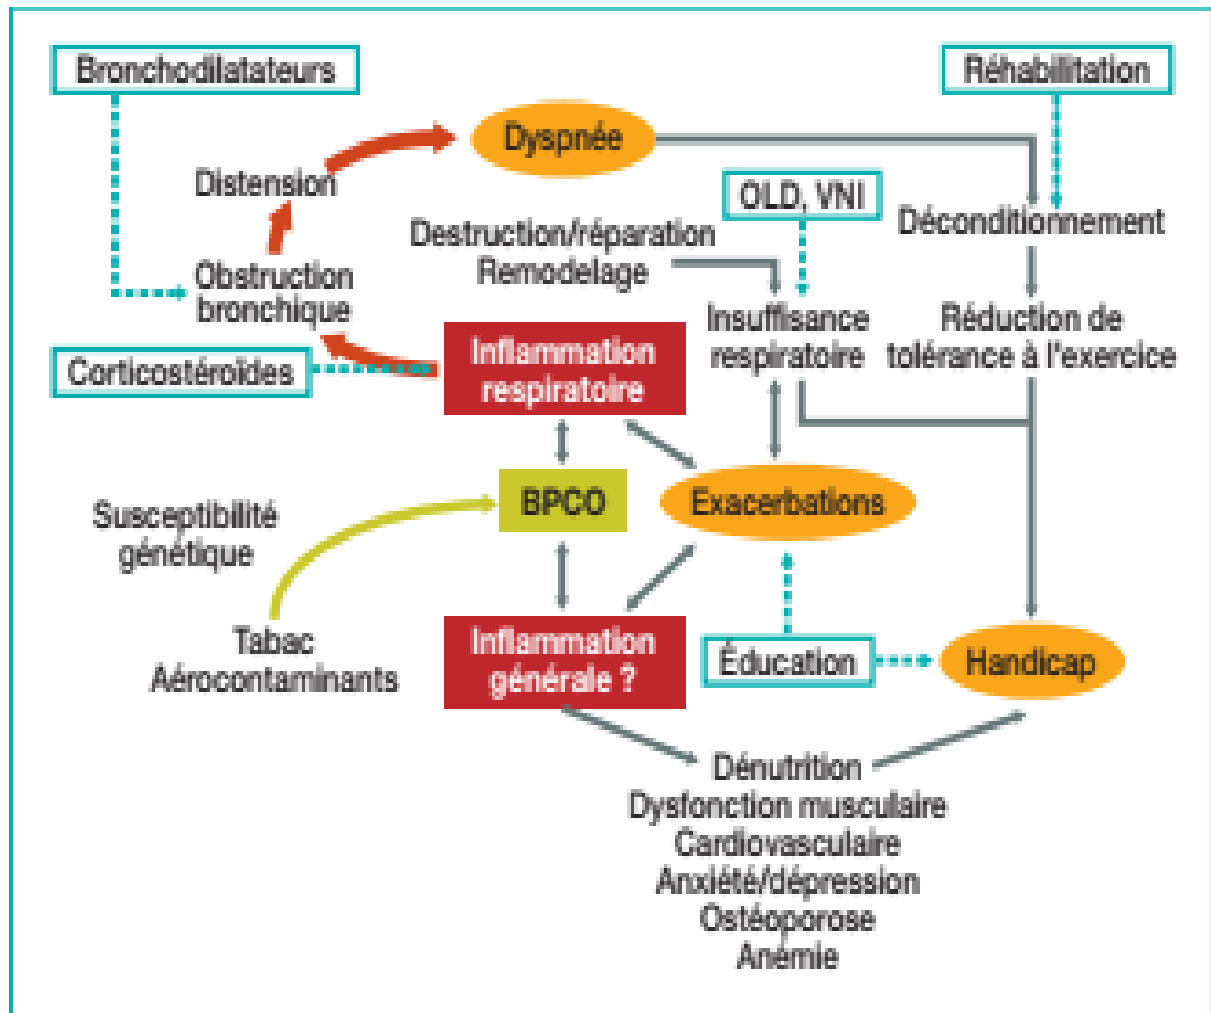 Bronchodilatateurs
Réhabilitation
Dyspnée
Distension
OLD, VNI
Déconditionnement
Destruction/réparation
Remodelage
Obstruction
bronchique
Insuffisance
respiratoire
Réduction de
tolérance à l'exercice
Inflammation
respiratoire
Corticostéroïdes
BPCO
Exacerbations
Susceptibilité
génétique
Tabac
Aérocontaminants
Inflammation
générale ?
Éducation
Handicap
Dénutrition
Dysfonction musculaire
Cardiovasculaire
Anxiété/dépression
Ostéoporose
Anémie